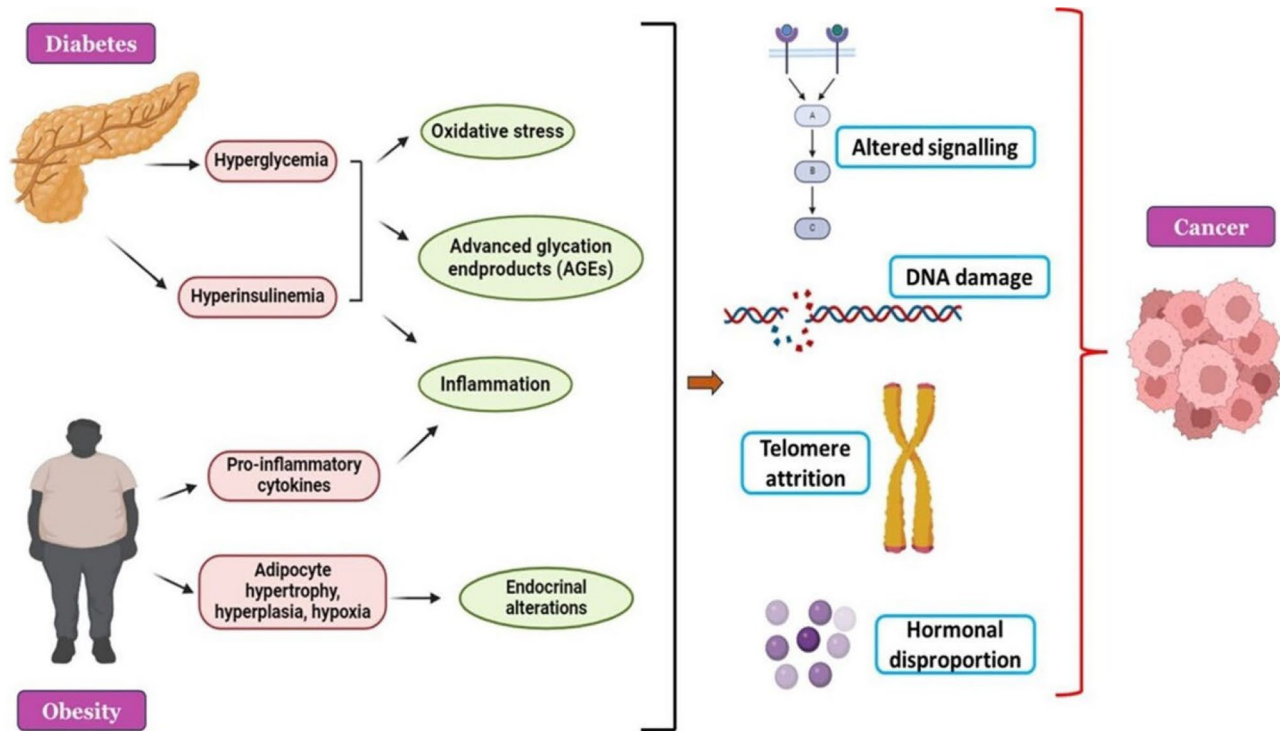 Diabetes
Hyperglycemia
Hyperinsulinemia
Oxidative stress
Advanced glycation
endproducts (AGEs)
Inflammation
Pro-inflammatory
cytokines
Adipocyte
hypertrophy,
hyperplasia, hypoxia
Endocrinal
alterations
Obesity
A
B
C
Altered signalling
DNA damage
Telomere
attrition
Hormonal
disproportion
Cancer